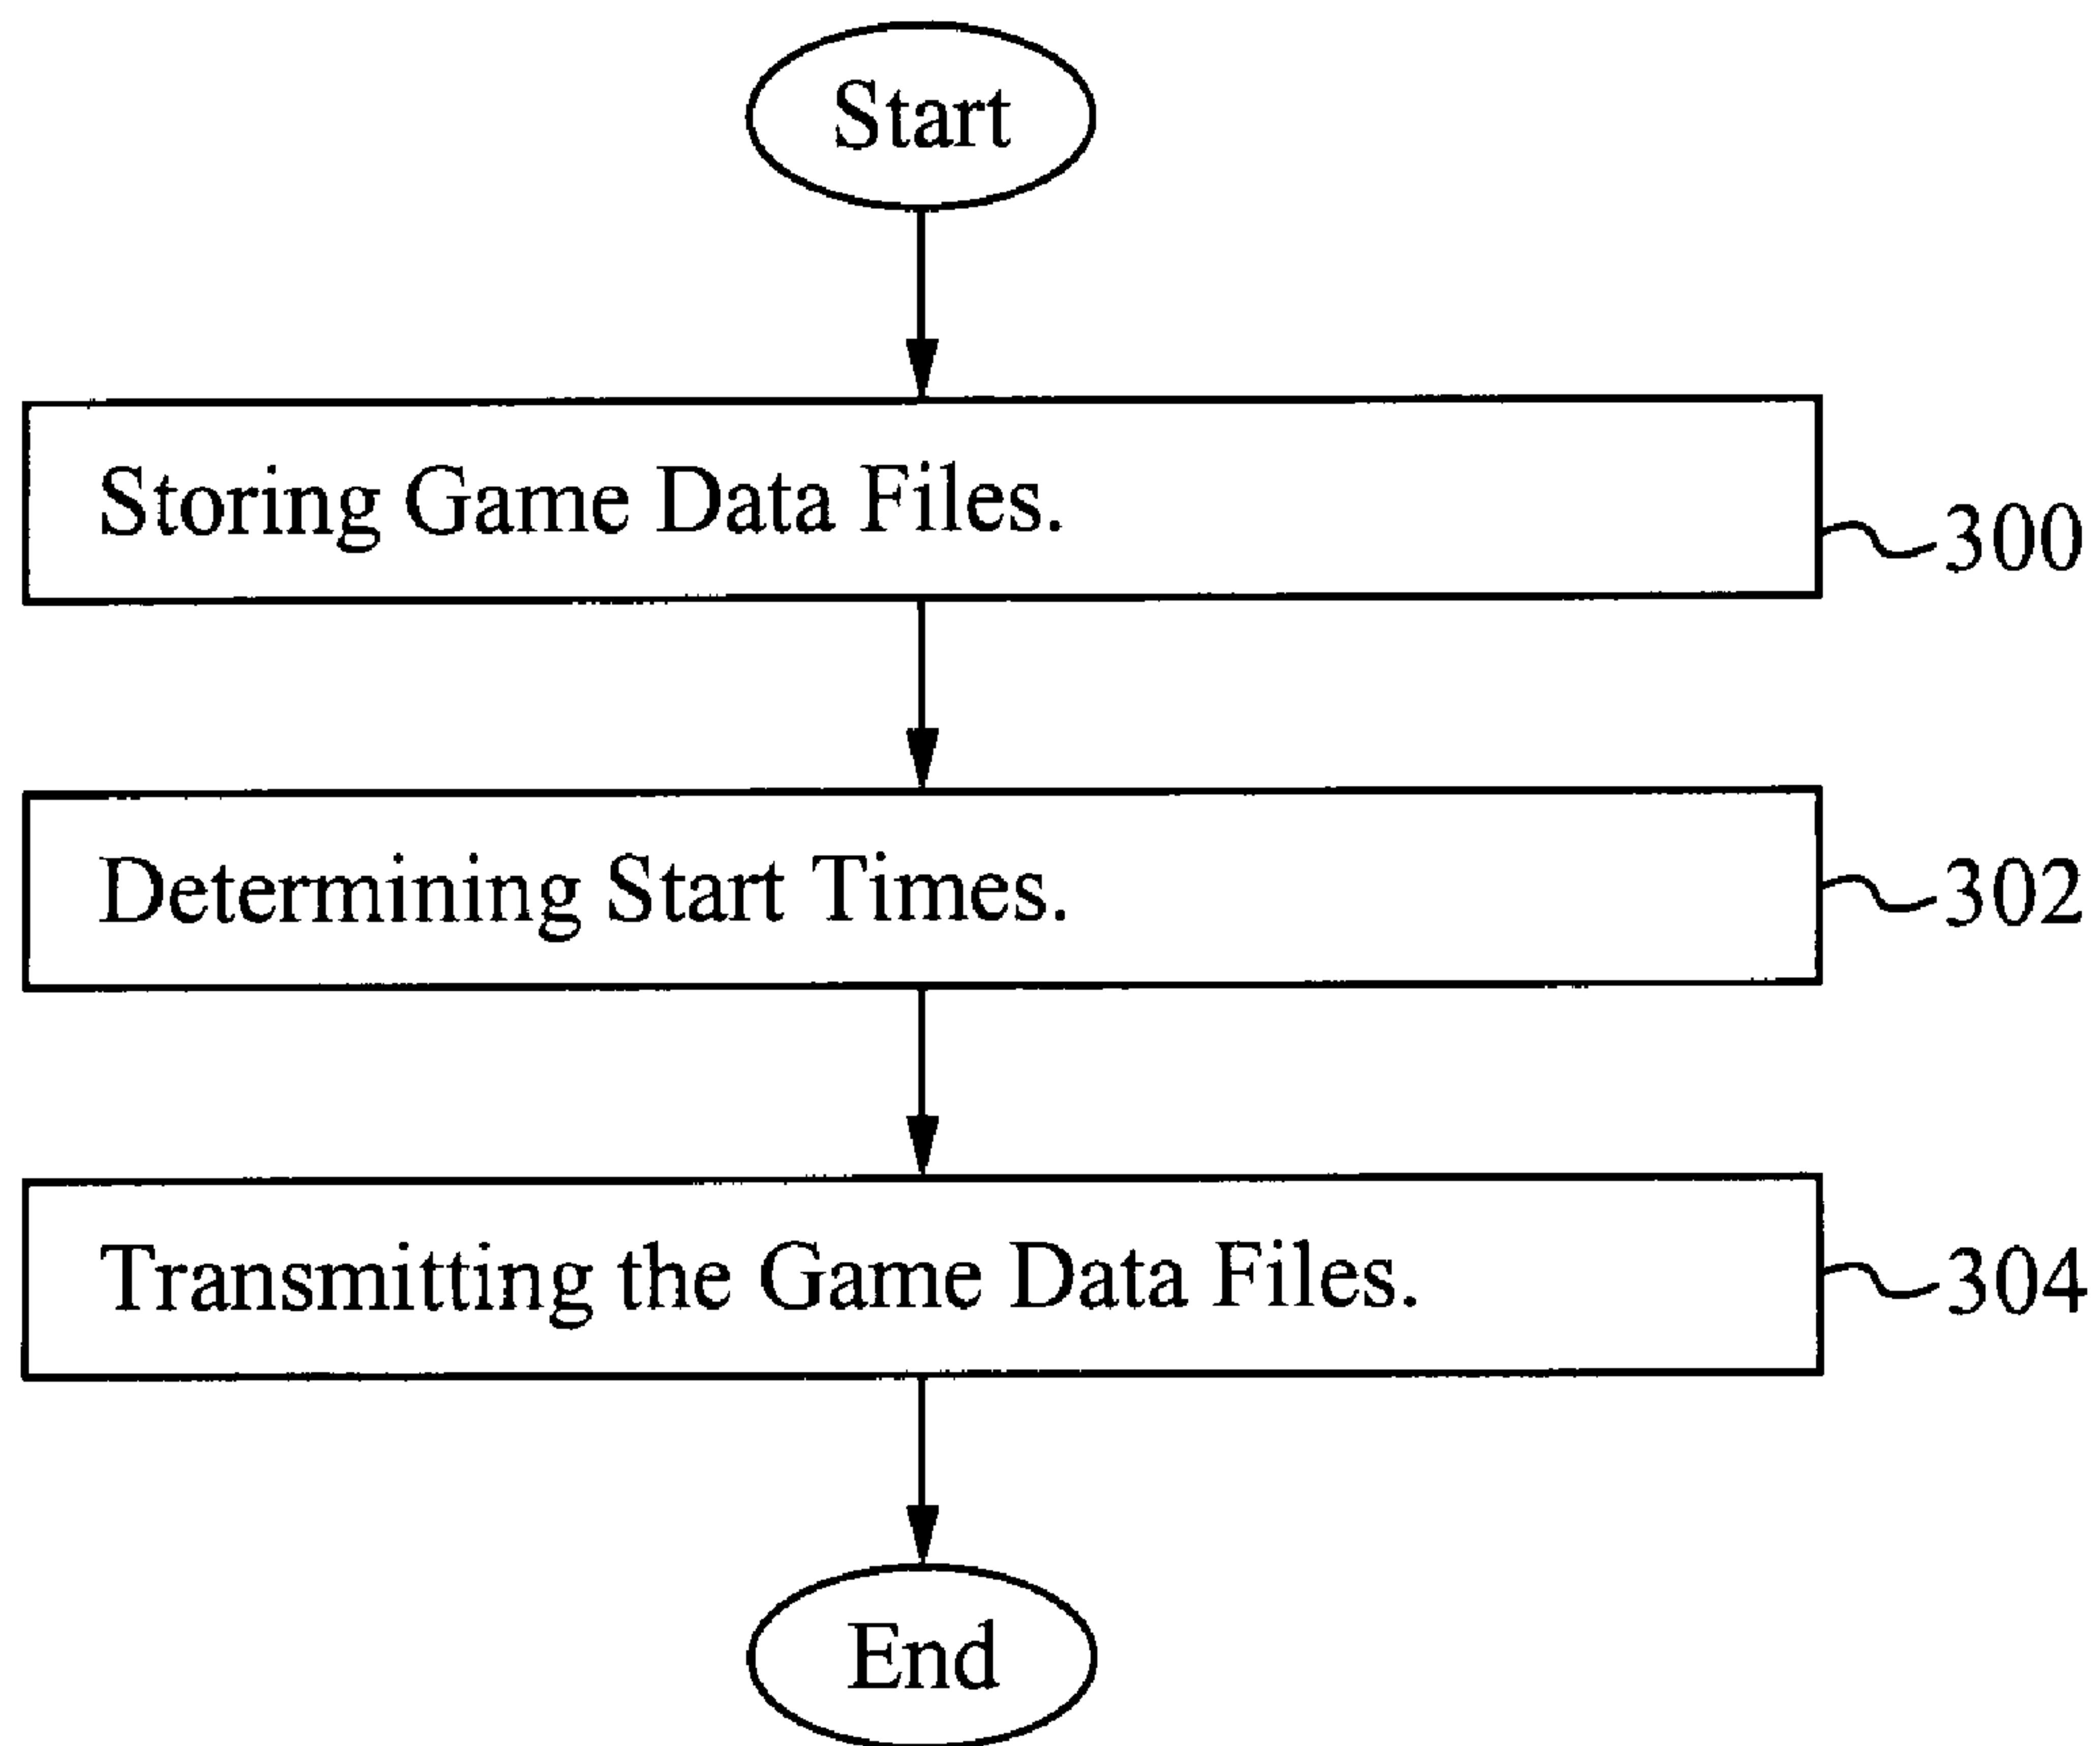 Start
Storing Game Data Files.
300
Determining Start Times.
302
Transmitting the Game Data Files.
304
End